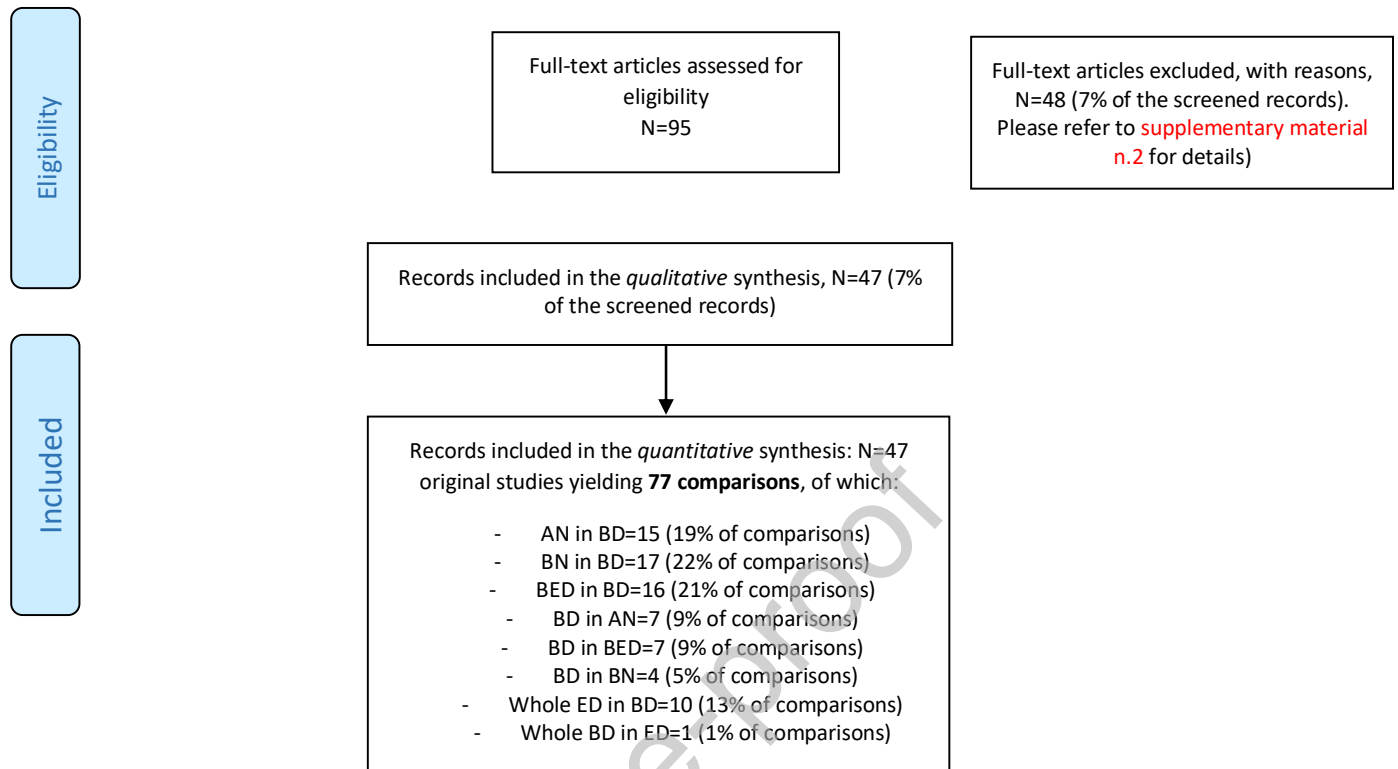 Eligibility
Full-text articles assessed for
eligibility
N=95
Full-text articles excluded, with reasons,
N=48 (7% of the screened records).
Please refer to supplementary material
n.2 for details)
Records included in the qualitative synthesis, N=47 (7%
of the screened records)
Included
Records included in the quantitative synthesis: N=47
original studies yielding 77 comparisons, of which:
- AN in BD=15 (19% of comparisons)
- BN in BD=17 (22% of comparisons)
- BED in BD=16 (21% of comparisons)
- BD in AN=7 (9% of comparisons)
- BD in BED=7 (9% of comparisons)
- BD in BN=4 (5% of comparisons)
- Whole ED in BD=10 (13% of comparisons)
- Whole BD in ED=1 (1% of comparisons)
e-proof